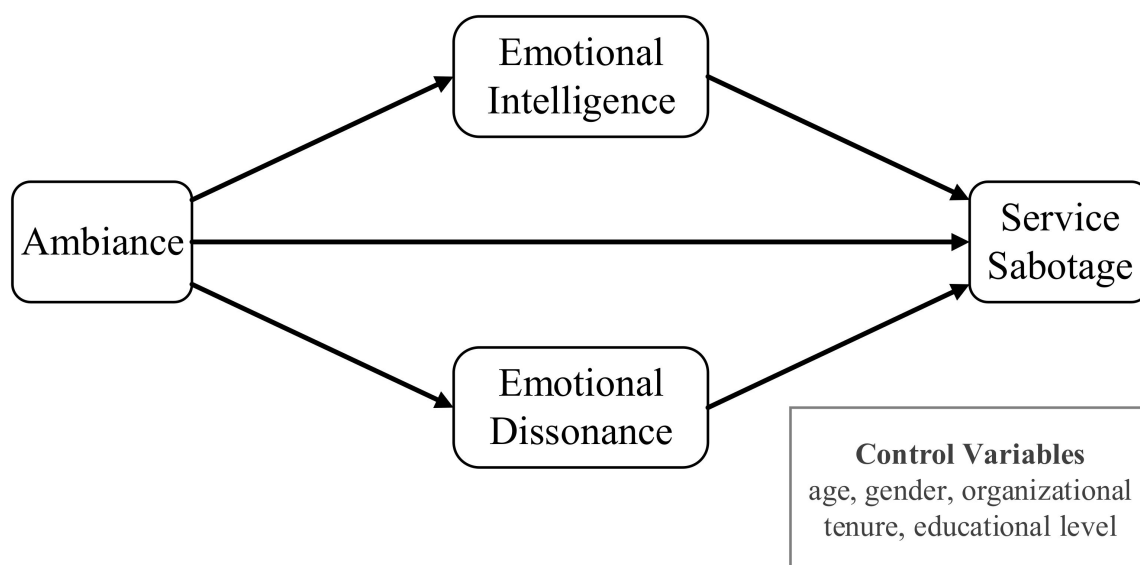 Emotional
Intelligence
Ambiance
Service
Sabotage
Emotional
Dissonance
Control Variables
age, gender, organizational
tenure, educational level